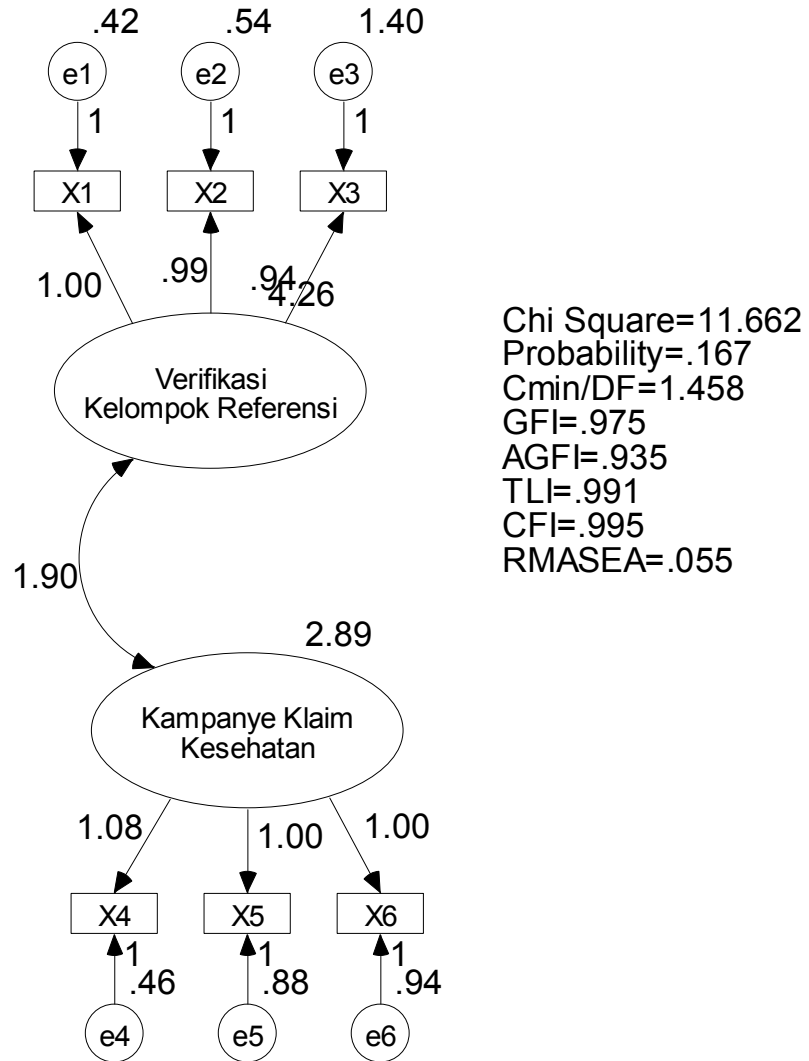 .42 .54 1.40
e1 e2 e3
1 1 1
X1 X2 X3
1.00 .99 .94
4.26
Verifikasi
Kelompok Referensi
Chi Square=11.662
Probability=.167
Cmin/DF=1.458
GFI=.975
AGFI=.935
TLI=.991
CFI=.995
RMASEA=.055
1.90
2.89
Kampanye Klaim
Kesehatan
1.08 1.00 1.00
X4 X5 X6
1 1 1
.46 .88 .94
e4 e5 e6